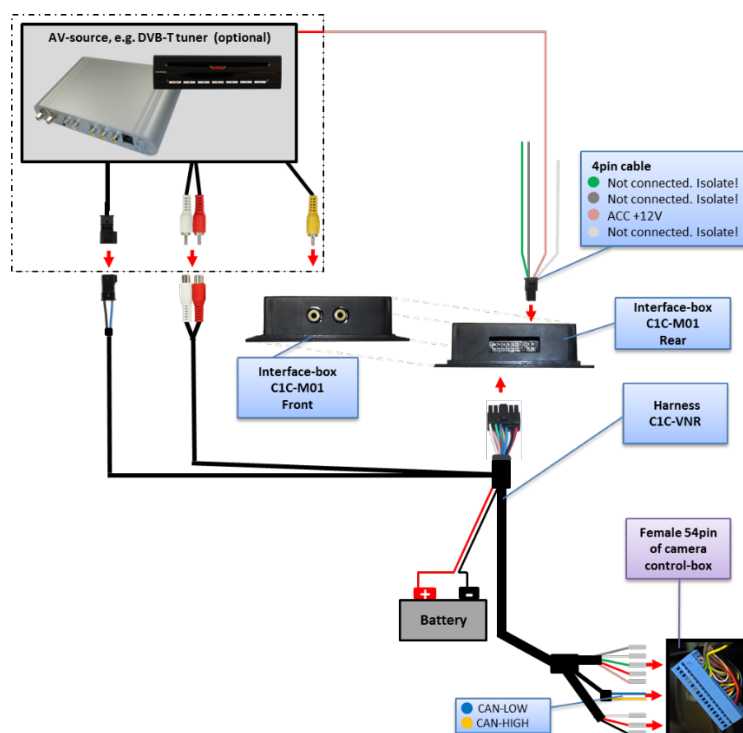 AV-source, e.g. DVB-T tuner (optional)
4pin cable
Not connected. Isolate!
Not connected. Isolate!
ACC +12V
Not connected. Isolate!
Interface-box
C1C-M01
Rear
Interface-box
C1C-M01
Front
Harness
C1C-VNR
Female 54pin
of camera
control-box
+ -
Battery
CAN-LOW
CAN-HIGH